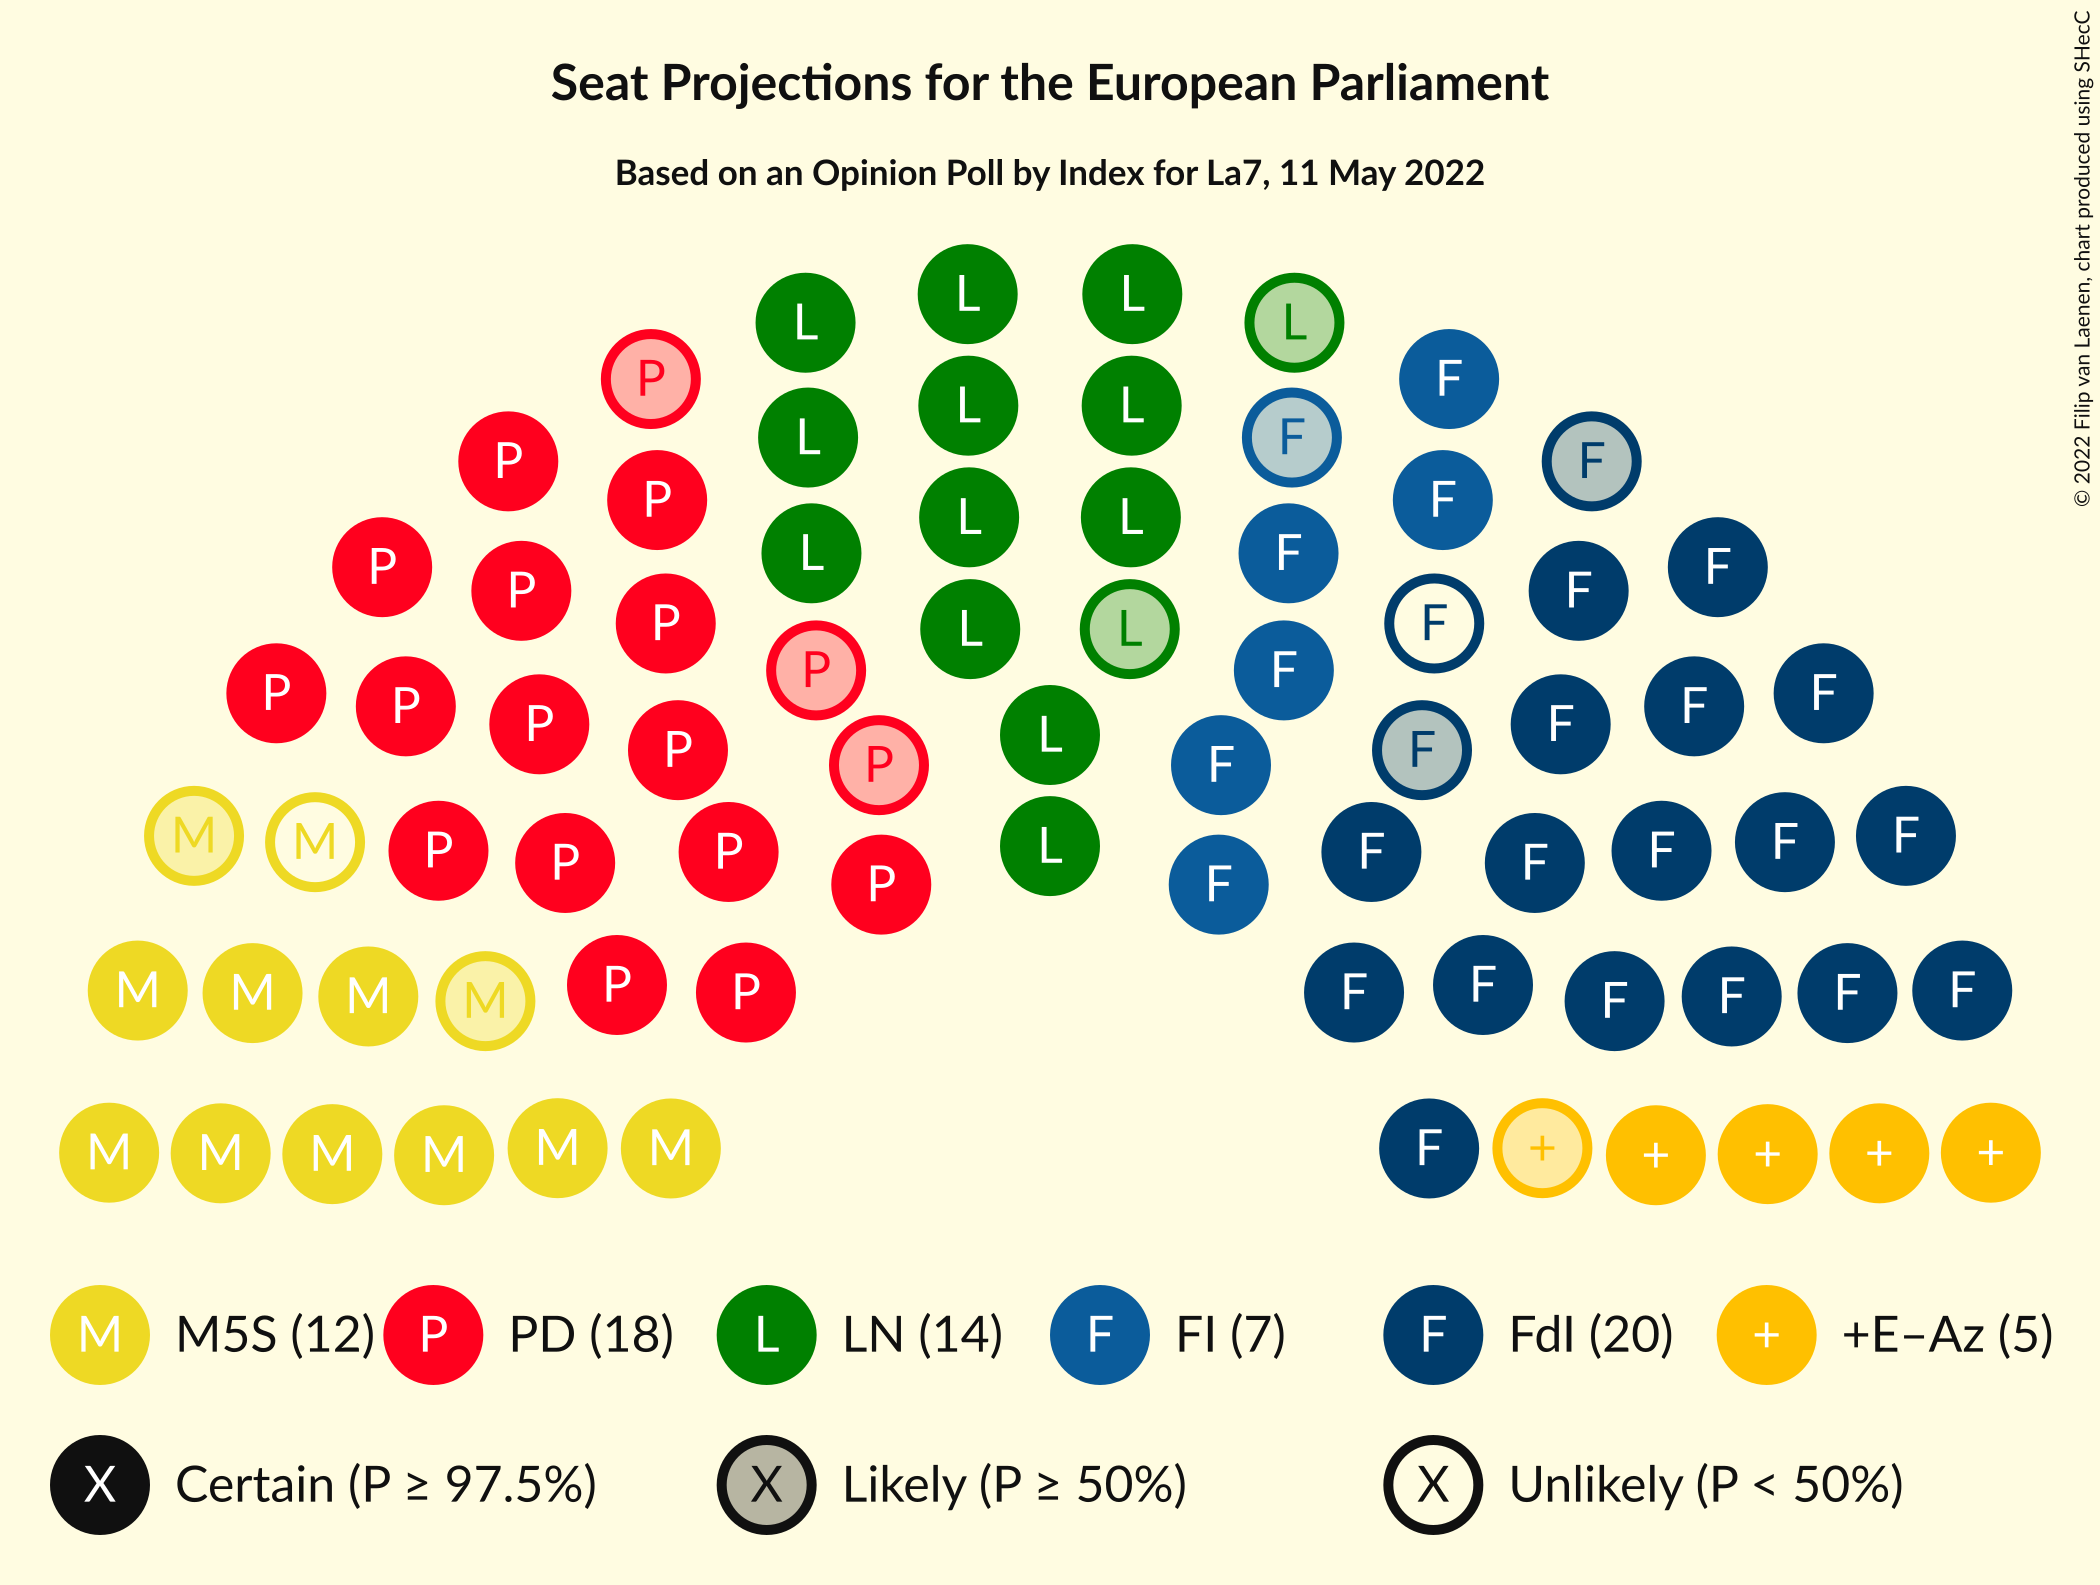 Seat Projections for the European Parliament
Based on an Opinion Poll by Index for La7, 11 May 2022
© 2022 Filip van Laenen, chart produced using SHecC
L L L L
P L L L L F F F
P P L L L F F F
P P P L L L F F F F
P P P P P L L F F F F F F
P P P P L F F F F F
M M P P P P L F F F F F F
M M M M P P F F F F F F
M M M M M M F + + + + +
M M5S (12) P PD (18) L LN (14) F FI (7) F FdI (20) + +E–Az (5)
X Certain (P ≥ 97.5%) X Likely (P ≥ 50%) X Unlikely (P < 50%)